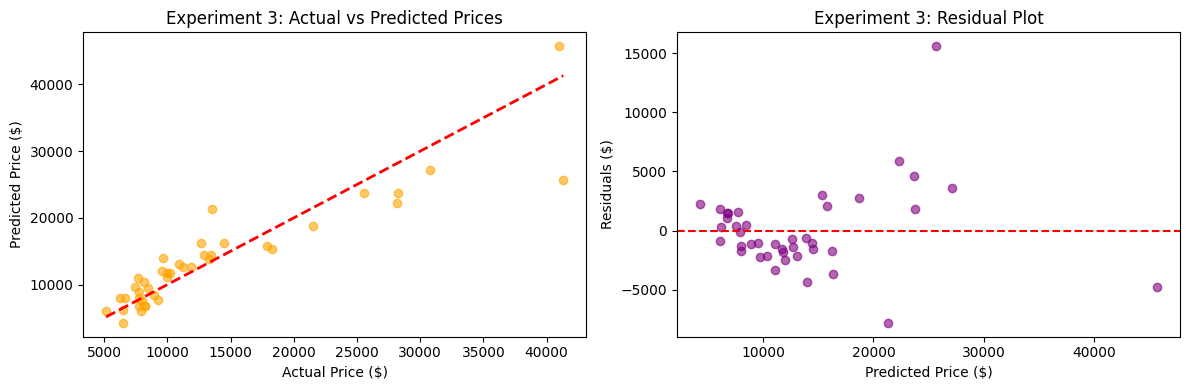 Experiment 3: Actual vs Predicted Prices
Predicted Price ($)
40000
30000
20000
10000
5000 10000 15000 20000 25000 30000 35000 40000
Actual Price ($)
Experiment 3: Residual Plot
Residuals ($)
15000
10000
5000
0
−5000
10000 20000 30000 40000
Predicted Price ($)